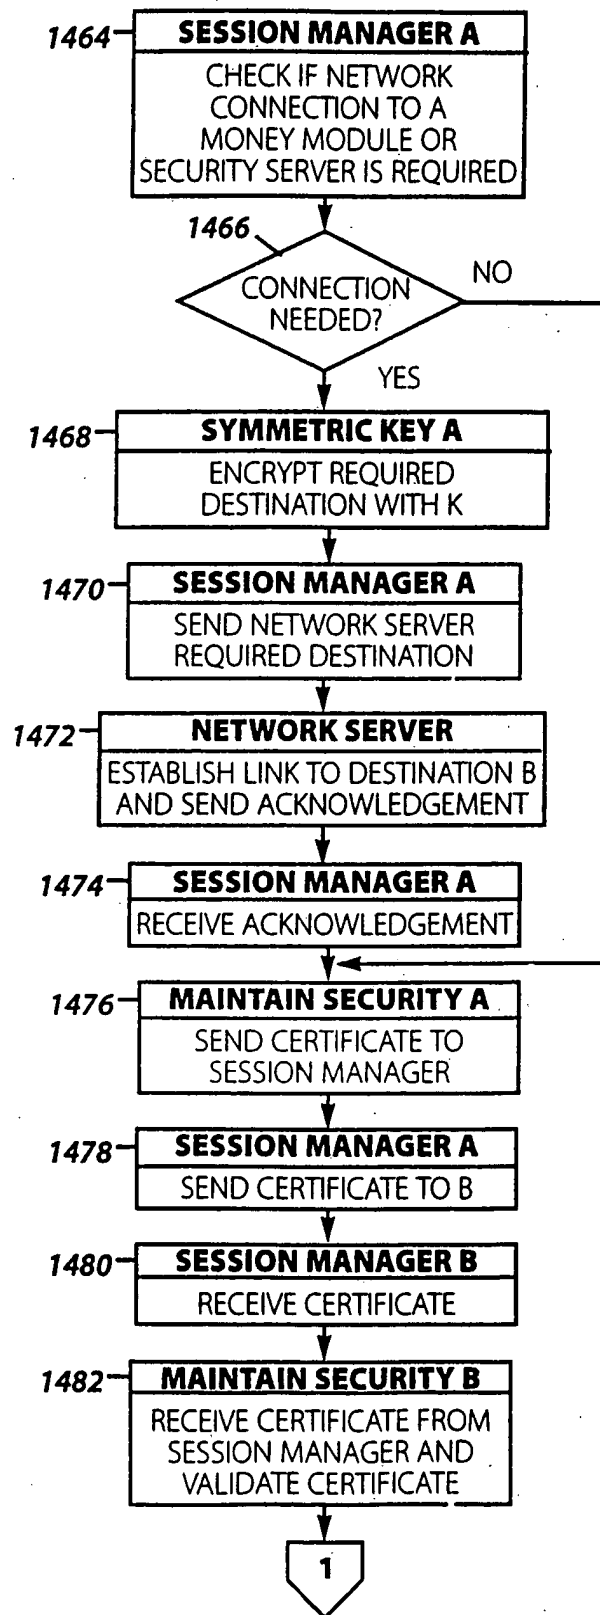 1464
SESSION MANAGER A
CHECK IF NETWORK
CONNECTION TO A
MONEY MODULE OR
SECURITY SERVER IS REQUIRED
1466
CONNECTION
NEEDED?
NO
YES
1468
SYMMETRIC KEY A
ENCRYPT REQUIRED
DESTINATION WITH K
1470
SESSION MANAGER A
SEND NETWORK SERVER
REQUIRED DESTINATION
1472
NETWORK SERVER
ESTABLISH LINK TO DESTINATION B
AND SEND ACKNOWLEDGEMENT
1474
SESSION MANAGER A
RECEIVE ACKNOWLEDGEMENT
1476
MAINTAIN SECURITY A
SEND CERTIFICATE TO
SESSION MANAGER
1478
SESSION MANAGER A
SEND CERTIFICATE TO B
1480
SESSION MANAGER B
RECEIVE CERTIFICATE
1482
MAINTAIN SECURITY B
RECEIVE CERTIFICATE FROM
SESSION MANAGER AND
VALIDATE CERTIFICATE
1